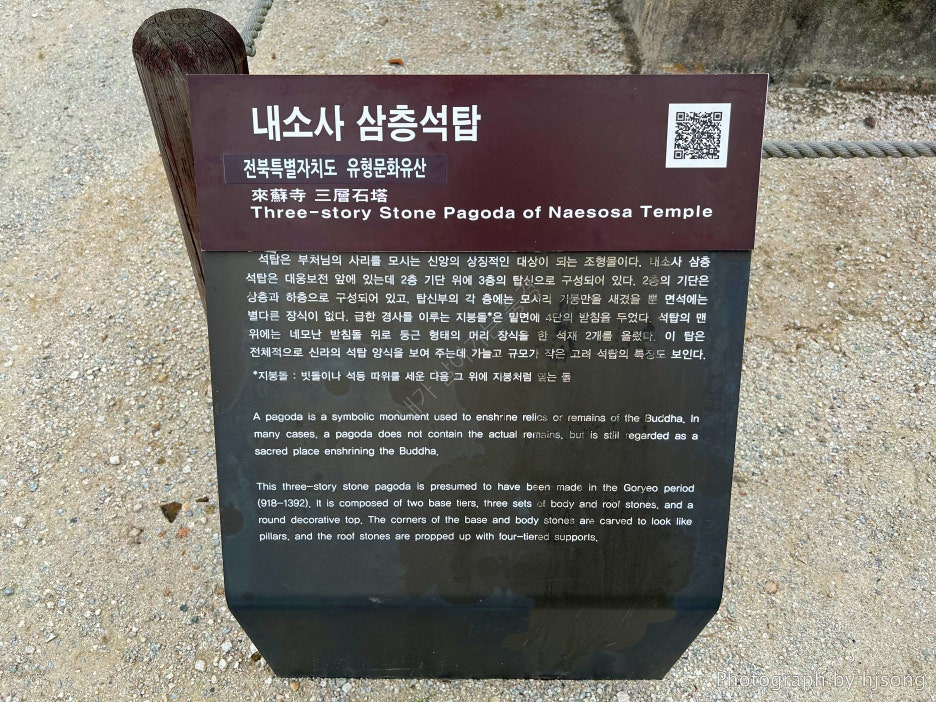 내소사 삼층석탑
전북특별자치도 유형문화유산
來蘇寺 三層石塔
Three-story Stone Pagoda of Naesosa Temple
석탑은 부처님의 사리를 모시는 신앙의 상징적인 대상이 되는 조형물이다. 내소사 삼층
석탑은 대웅보전 앞에 있는데 2층 기단 위에 3층의 탑신으로 구성되어 있다. 2층의 기단은
상층과 하층으로 구성되어 있고, 탑신부의 각 층에는 모서리 기둥만을 새겼을 뿐 면석에는
별다른 장식이 없다. 급한 경사를 이루는 지붕돌*은 밑면에 4단의 받침을 두었다. 석탑의 맨
위에는 네모난 받침돌 위로 둥근 형태의 머리 장식을 한 석재 2개를 올렸다. 이 탑은
전체적으로 신라의 석탑 양식을 보여 주는데 가늘고 규모가 작은 고려 석탑의 특징도 보인다.
*지붕돌 : 빗돌이나 석등 따위를 세운 다음 그 위에 지붕처럼 얹는 돌
A pagoda is a symbolic monument used to enshrine relics or remains of the Buddha. In
many cases, a pagoda does not contain the actual remains, but is still regarded as a
sacred place enshrining the Buddha.
This three-story stone pagoda is presumed to have been made in the Goryeo period
(918-1392). It is composed of two base tiers, three sets of body and roof stones, and a
round decorative top. The corners of the base and body stones are carved to look like
pillars, and the roof stones are propped up with four-tiered supports.
Photograph by hjsong